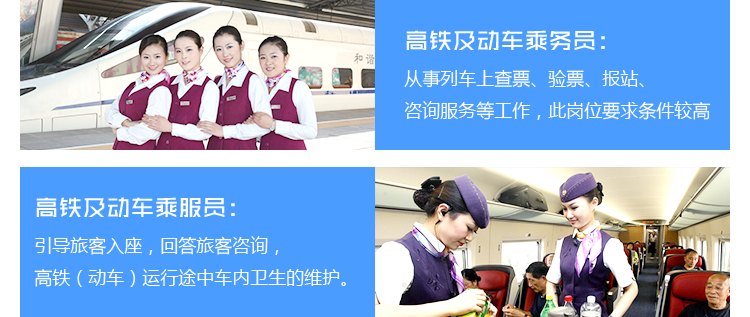 和谐
高铁及动车乘务员：
从事列车上查票、验票、报站、
咨询服务等工作，此岗位要求条件较高
高铁及动车乘服员：
引导旅客入座，回答旅客咨询，
高铁（动车）运行途中车内卫生的维护。